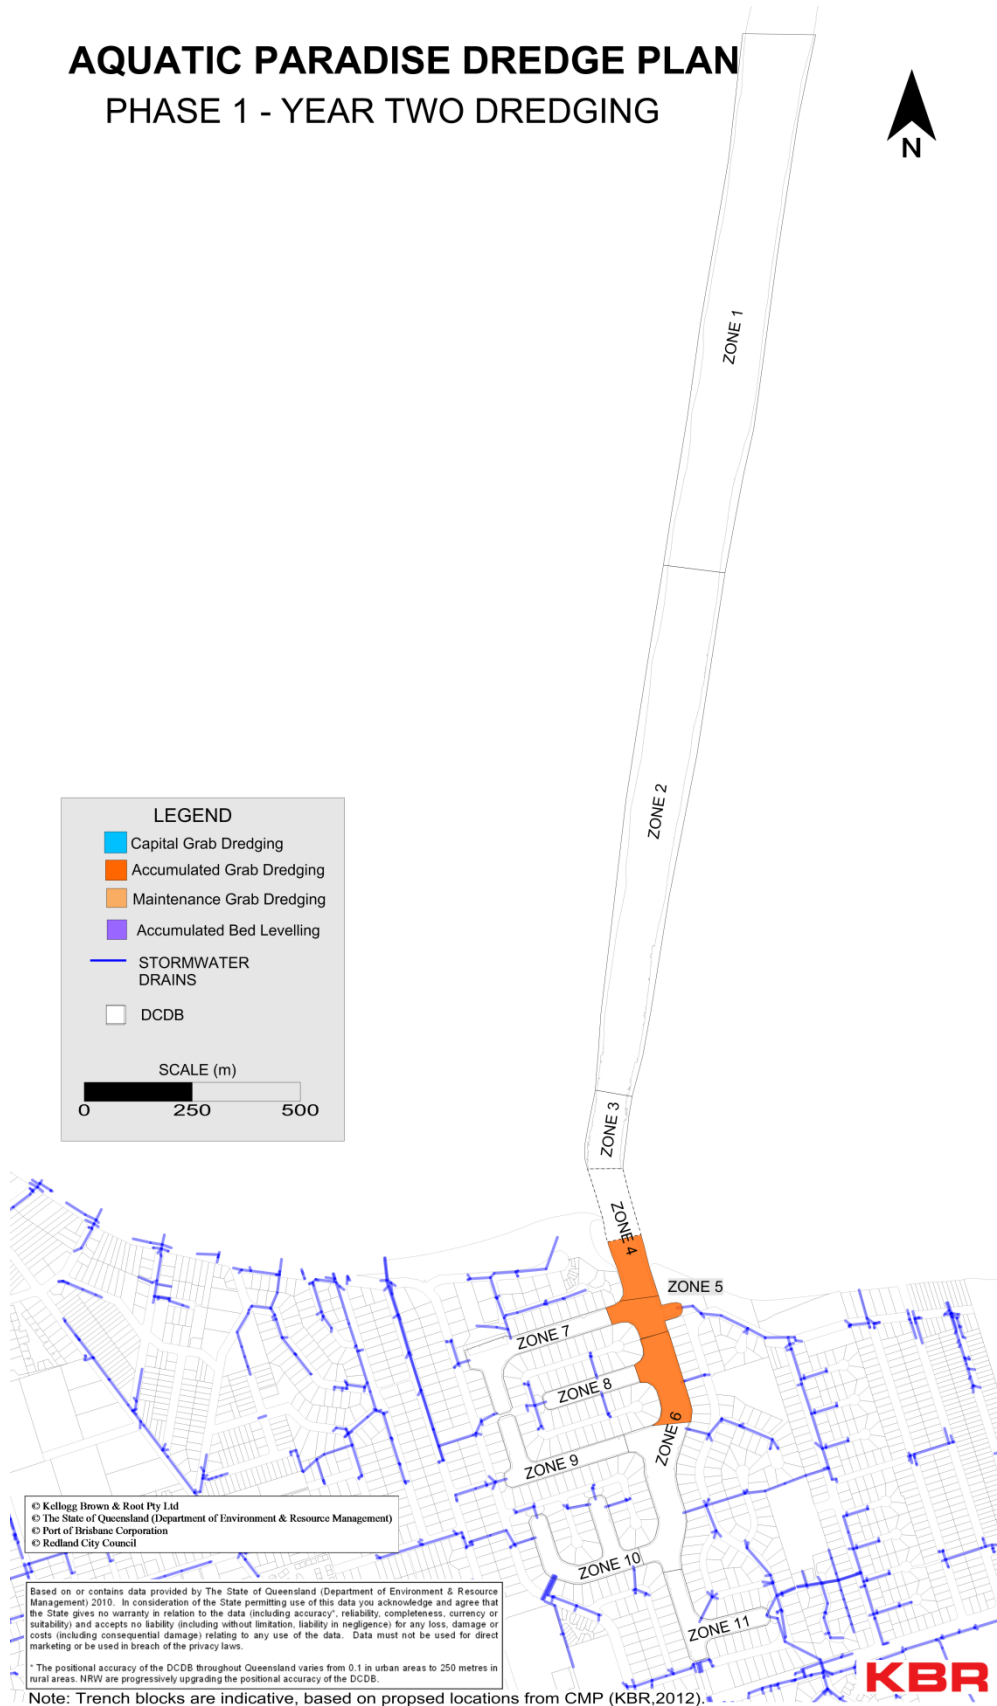 AQUATIC PARADISE DREDGE PLAN
PHASE 1 - YEAR TWO DREDGING
N
ZONE 1
ZONE 2
LEGEND
Capital Grab Dredging
Accumulated Grab Dredging
Maintenance Grab Dredging
Accumulated Bed Levelling
STORMWATER
DRAINS
DCDB
SCALE (m)
0 250 500
ZONE 3
ZONE 4
ZONE 5
ZONE 7
ZONE 8
ZONE 6
ZONE 9
ZONE 10
ZONE 11
© Kellogg Brown & Root Pty Ltd
© The State of Queensland (Department of Environment & Resource Management)
© Port of Brisbane Corporation
© Redland City Council
Based on or contains data provided by The State of Queensland (Department of Environment & Resource
Management) 2010. In consideration of the State permitting use of this data you acknowledge and agree that
the State gives no warranty in relation to the data (including accuracy*, reliability, completeness, currency or
suitability) and accepts no liability (including without limitation, liability in negligence) for any loss, damage or
costs (including consequential damage) relating to any use of the data. Data must not be used for direct
marketing or be used in breach of the privacy laws.
* The positional accuracy of the DCDB throughout Queensland varies from 0.1 in urban areas to 250 metres in
rural areas. NRW are progressively upgrading the positional accuracy of the DCDB.
KBR
Note: Trench blocks are indicative, based on propsed locations from CMP (KBR,2012).